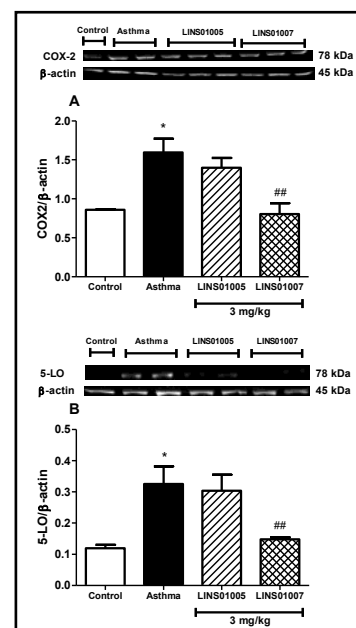 Control Asthma LINS01005 LINS01007
COX-2 78 kDa
β-actin 45 kDa
A
COX2/β-actin
2.0
1.5
1.0
0.5
0.0
*
##
Control Asthma LINS01005 LINS01007
3 mg/kg
Control Asthma LINS01005 LINS01007
5-LO 78 kDa
β-actin 45 kDa
B
5-LO/β-actin
0.5
0.4
0.3
0.2
0.1
0.0
*
##
Control Asthma LINS01005 LINS01007
3 mg/kg